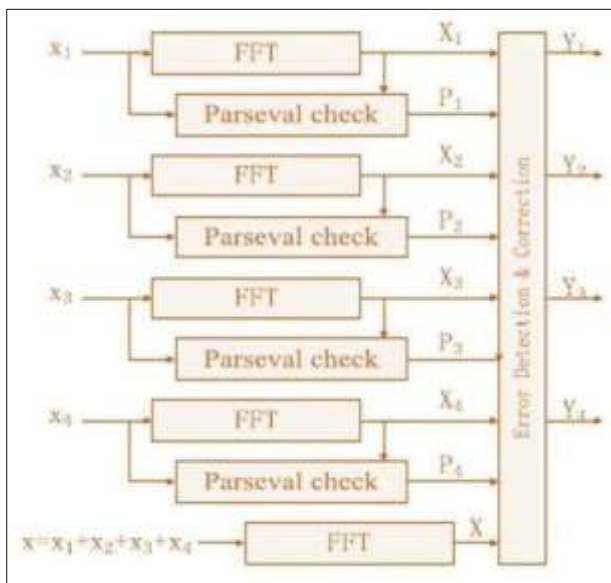 x₁ FFT X₁ Y₁
Parseval check P₁
x₂ FFT X₂ Y₂
Parseval check P₂
x₃ FFT X₃ Y₃
Parseval check P₃
x₄ FFT X₄ Y₄
Parseval check P₄
x=x₁+x₂+x₃+x₄ FFT X
Error Detection & Correction